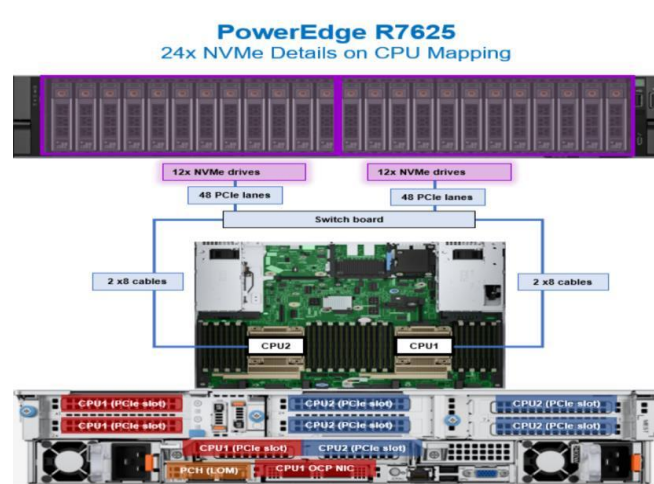 PowerEdge R7625
24x NVMe Details on CPU Mapping
12x NVMe drives
12x NVMe drives
48 PCIe lanes
48 PCIe lanes
Switch board
2 x8 cables
2 x8 cables
CPU2
CPU1
CPU1 (PCIe slot)
CPU2 (PCIe slot)
CPU2 (PCIe slot)
CPU1 (PCIe slot)
CPU2 (PCIe slot)
CPU2 (PCIe slot)
CPU1 (PCIe slot)
CPU2 (PCIe slot)
PCH (LOM)
CPU1 OCP NIC